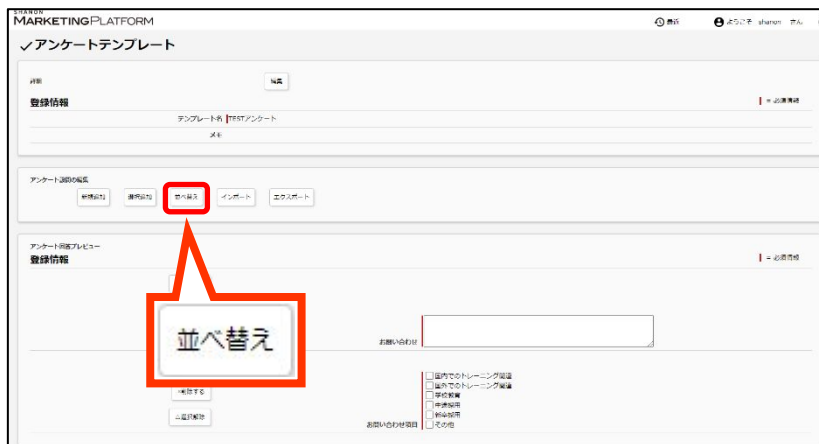 SHANON
MARKETINGPLATFORM
最近
ようこそ shanon さん
アンケートテンプレート
詳細
編集
登録情報
= 必須情報
テンプレート名 TESTアンケート
メモ
アンケート設問の編集
新規追加 選択追加 並べ替え インポート エクスポート
アンケート回答プレビュー
登録情報
= 必須情報
並べ替え
お問い合わせ
国内でのトレーニング関連
国外でのトレーニング関連
学校教育
中途採用
新卒採用
お問い合わせ項目 その他
削除する
選択解除